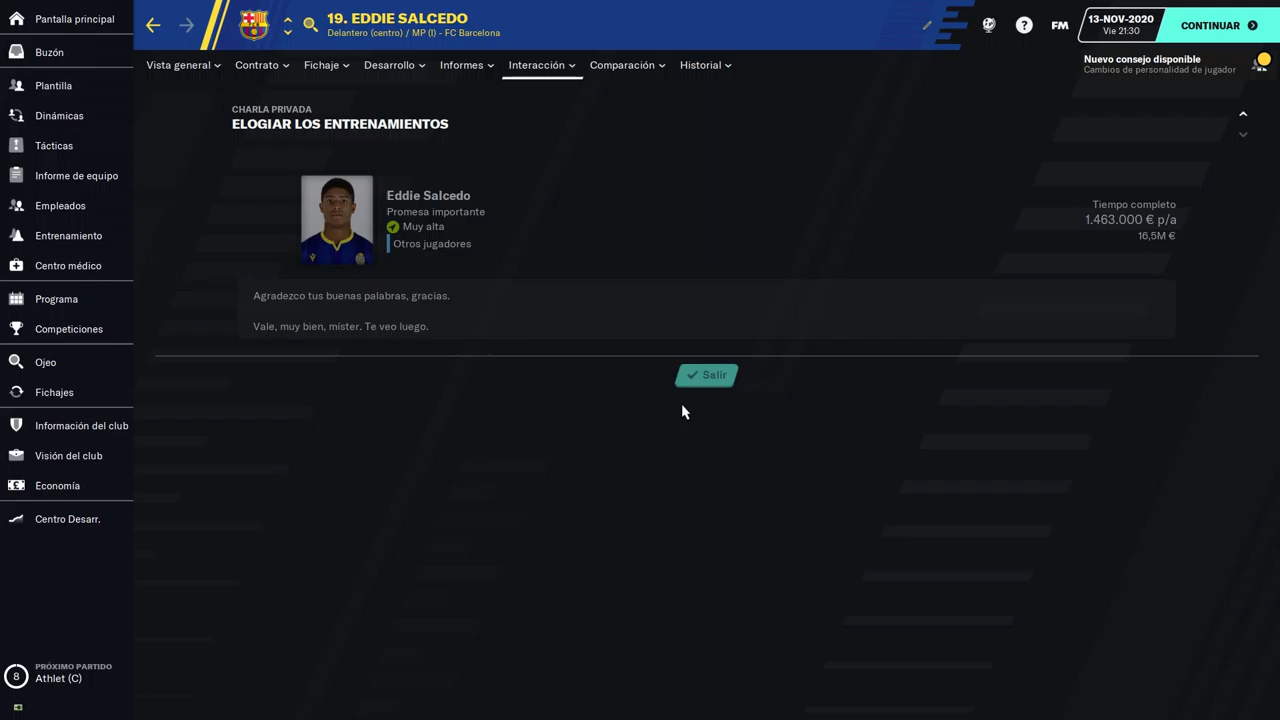 Pantalla principal
Buzón
Plantilla
Dinámicas
Tácticas
Informe de equipo
Empleados
Entrenamiento
Centro médico
Programa
Competiciones
Ojeo
Fichajes
Información del club
Visión del club
Economía
Centro Desarr.
PRÓXIMO PARTIDO
8
Athlet (C)
19. EDDIE SALCEDO
Delantero (centro) / MP (I) - FC Barcelona
?
FM
13-NOV-2020
Vie 21:30
CONTINUAR
Vista general
Contrato
Fichaje
Desarrollo
Informes
Interacción
Comparación
Historial
Nuevo consejo disponible
Cambios de personalidad de jugador
CHARLA PRIVADA
ELOGIAR LOS ENTRENAMIENTOS
Eddie Salcedo
Promesa importante
Muy alta
Otros jugadores
Tiempo completo
1.463.000 € p/a
16,5M €
Agradezco tus buenas palabras, gracias.
Vale, muy bien, míster. Te veo luego.
Salir